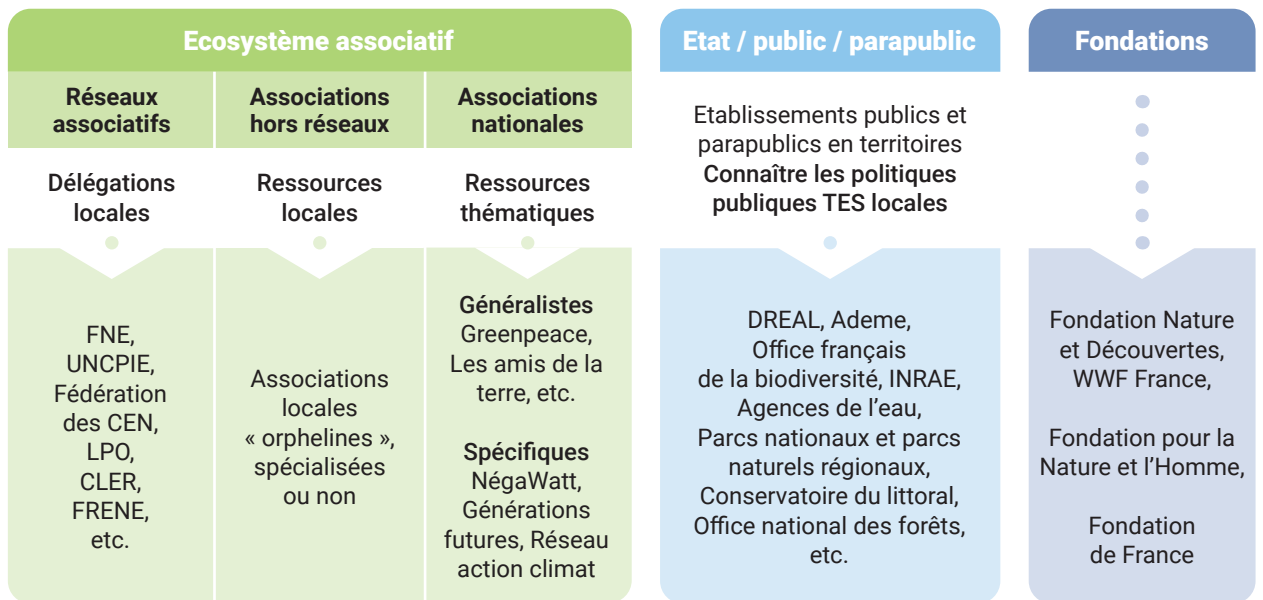 Ecosystème associatif
Réseaux
associatifs
Délégations
locales
FNE,
UNCPIE,
Fédération
des CEN,
LPO,
CLER,
FRENE,
etc.
Associations
hors réseaux
Ressources
locales
Associations
locales
« orphelines »,
spécialisées
ou non
Associations
nationales
Ressources
thématiques
Généralistes
Greenpeace,
Les amis de la
terre, etc.
Spécifiques
NégaWatt,
Générations
futures, Réseau
action climat
Etat / public / parapublic
Etablissements publics et
parapublics en territoires
Connaître les politiques
publiques TES locales
DREAL, Ademe,
Office français
de la biodiversité, INRAE,
Agences de l'eau,
Parcs nationaux et parcs
naturels régionaux,
Conservatoire du littoral,
Office national des forêts,
etc.
Fondations
Fondation Nature
et Découvertes,
WWF France,
Fondation pour la
Nature et l'Homme,
Fondation
de France